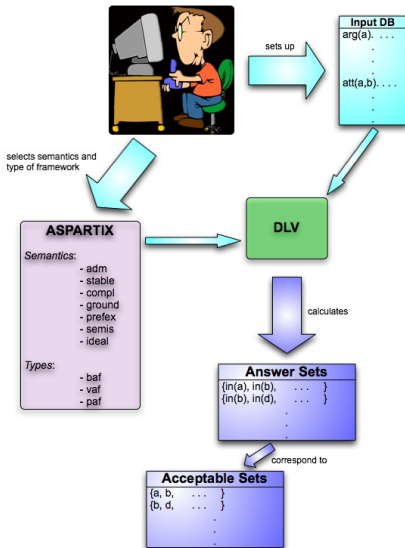 Input DB
arg(a). . . .
.
.
.
att(a,b). . . .
.
.
.
sets up
selects semantics and
type of framework
ASPARTIX
Semantics:
- adm
- stable
- compl
- ground
- prefex
- semis
- ideal
Types:
- baf
- vaf
- paf
DLV
calculates
Answer Sets
{in(a), in(b), . . . }
{in(b), in(d), . . . }
.
.
.
correspond to
Acceptable Sets
{a, b, . . . }
{b, d, . . . }
.
.
.